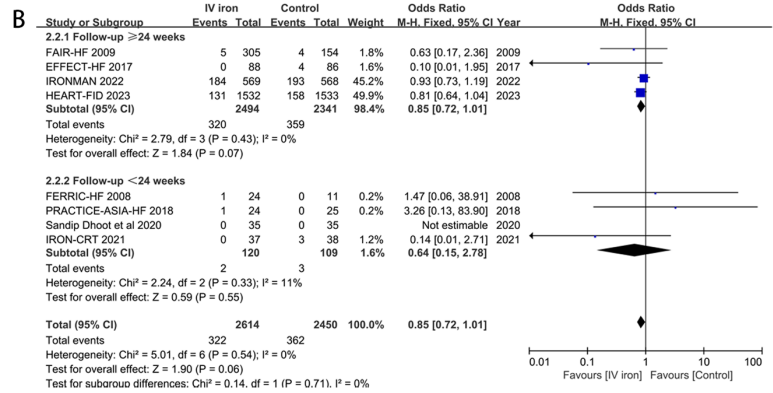 B
IV iron Control Odds Ratio Odds Ratio
Study or Subgroup Events Total Events Total Weight M-H. Fixed. 95% CI Year M-H. Fixed. 95% CI
2.2.1 Follow-up ⩾24 weeks
FAIR-HF 2009 5 305 4 154 1.8% 0.63 [0.17, 2.36] 2009
EFFECT-HF 2017 0 88 4 86 1.4% 0.10 [0.01, 1.95] 2017
IRONMAN 2022 184 569 193 568 45.2% 0.93 [0.73, 1.19] 2022
HEART-FID 2023 131 1532 158 1533 49.9% 0.81 [0.64, 1.04] 2023
Subtotal (95% CI) 2494 2341 98.4% 0.85 [0.72, 1.01]
Total events 320 359
Heterogeneity: Chi² = 2.79, df = 3 (P = 0.43); I² = 0%
Test for overall effect: Z = 1.84 (P = 0.07)
2.2.2 Follow-up <24 weeks
FERRIC-HF 2008 1 24 0 11 0.2% 1.47 [0.06, 38.91] 2008
PRACTICE-ASIA-HF 2018 1 24 0 25 0.2% 3.26 [0.13, 83.90] 2018
Sandip Dhoot et al 2020 0 35 0 35 Not estimable 2020
IRON-CRT 2021 0 37 3 38 1.2% 0.14 [0.01, 2.71] 2021
Subtotal (95% CI) 120 109 1.6% 0.64 [0.15, 2.78]
Total events 2 3
Heterogeneity: Chi² = 2.24, df = 2 (P = 0.33); I² = 11%
Test for overall effect: Z = 0.59 (P = 0.55)
Total (95% CI) 2614 2450 100.0% 0.85 [0.72, 1.01]
Total events 322 362
Heterogeneity: Chi² = 5.01, df = 6 (P = 0.54); I² = 0%
Test for overall effect: Z = 1.90 (P = 0.06)
Test for subgroup differences: Chi² = 0.14, df = 1 (P = 0.71), I² = 0%
0.01 0.1 1 10 100
Favours [IV iron] Favours [Control]